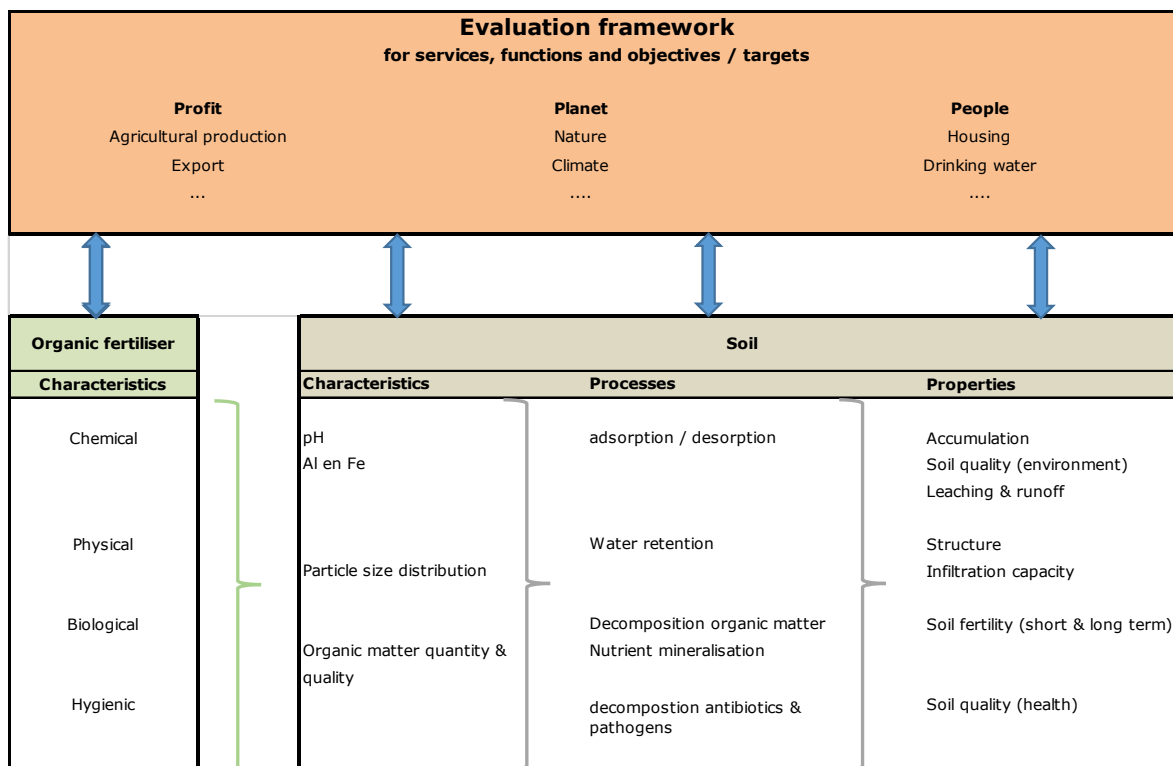 Evaluation framework
for services, functions and objectives / targets
Profit
Agricultural production
Export
...
Planet
Nature
Climate
....
People
Housing
Drinking water
....
Organic fertiliser
Characteristics
Chemical
Physical
Biological
Hygienic
Soil
Characteristics
pH
Al en Fe
Particle size distribution
Organic matter quantity &
quality
Processes
adsorption / desorption
Water retention
Decomposition organic matter
Nutrient mineralisation
decompostion antibiotics &
pathogens
Properties
Accumulation
Soil quality (environment)
Leaching & runoff
Structure
Infiltration capacity
Soil fertility (short & long term)
Soil quality (health)